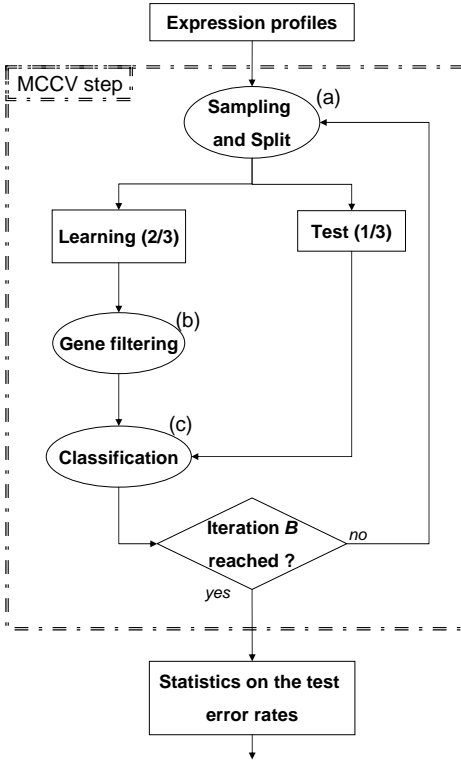 Expression profiles
MCCV step
(a)
Sampling
and Split
Learning (2/3)
Test (1/3)
(b)
Gene filtering
(c)
Classification
Iteration B
reached ?
no
yes
Statistics on the test
error rates